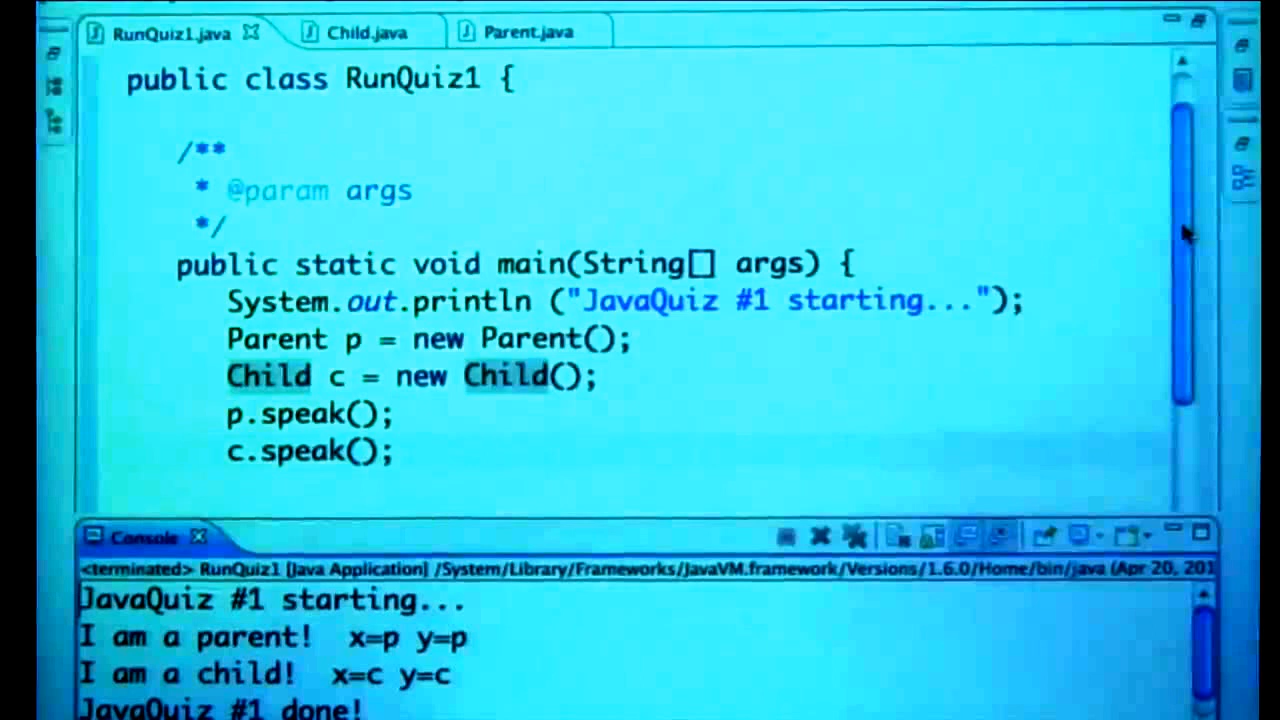 RunQuiz1.java Child.java Parent.java
public class RunQuiz1 {
/**
* @param args
*/
public static void main(String[] args) {
System.out.println ("JavaQuiz #1 starting...");
Parent p = new Parent();
Child c = new Child();
p.speak();
c.speak();
Console
<terminated> RunQuiz1 [Java Application] /System/Library/Frameworks/JavaVM.framework/Versions/1.6.0/Home/bin/java (Apr 20, 201
JavaQuiz #1 starting...
I am a parent!  x=p y=p
I am a child!  x=c y=c
JavaQuiz #1 done!